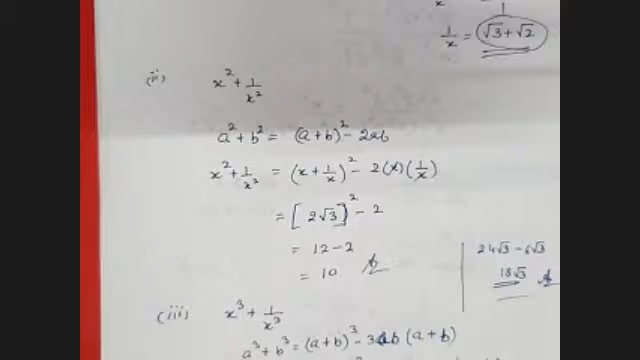 x
1
1/x = √3 + √2
(ii) x² + 1/x²
a² + b² = (a+b)² - 2ab
x² + 1/x² = (x + 1/x)² - 2(x)(1/x)
= [2√3]² - 2
= 12 - 2
= 10
24√3 - 6√3
18√3
(iii) x³ + 1/x³
a³ + b³ = (a+b)³ - 3ab (a+b)